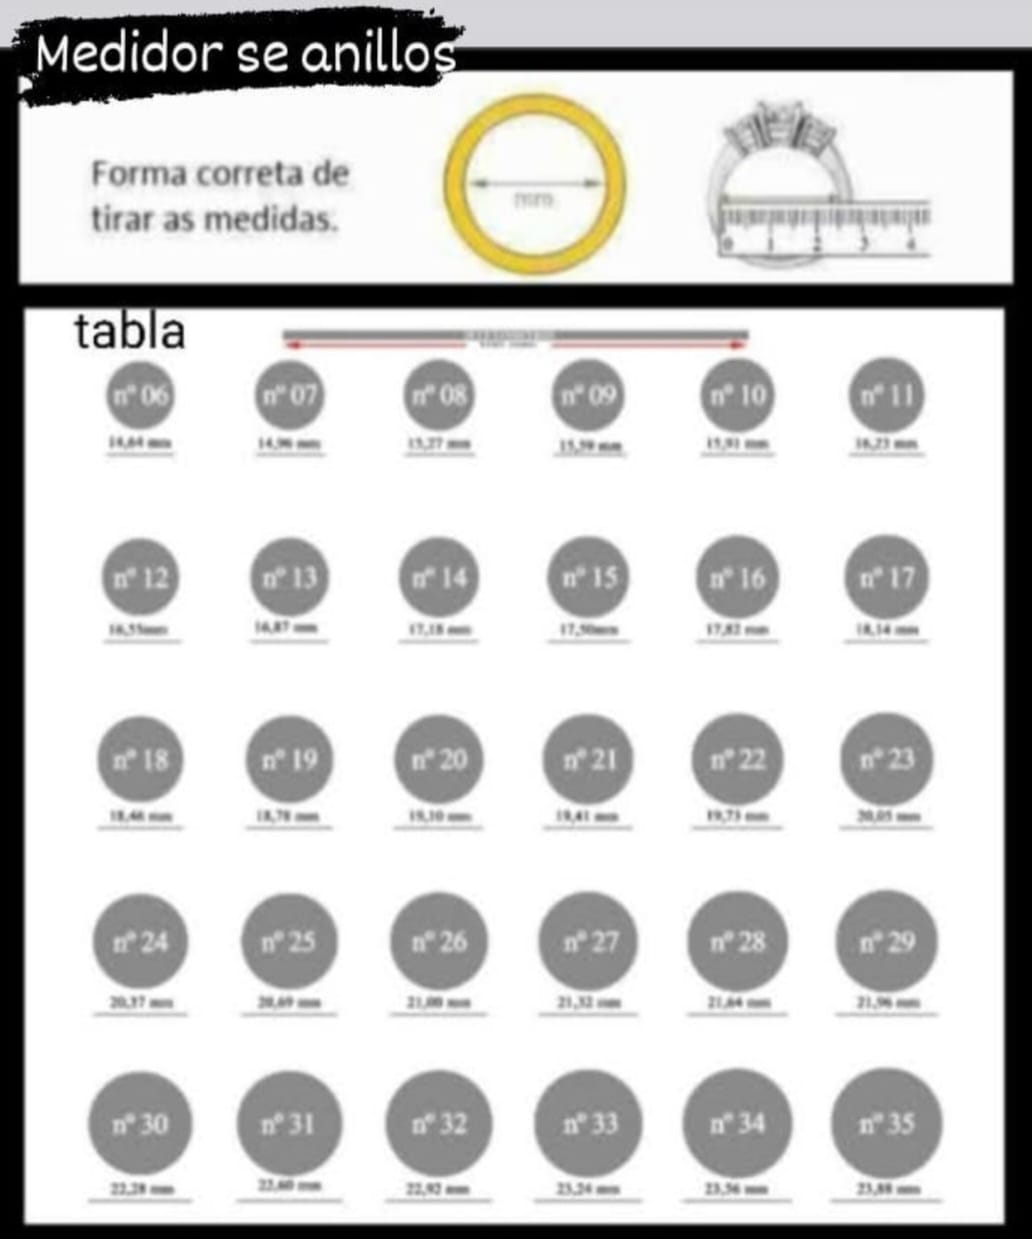 Medidor se anillos
Forma correta de
tirar as medidas.
mm
0 1 2 3 4
tabla
nº 06 nº 07 nº 08 nº 09 nº 10 nº 11
14,64 mm 14,96 mm 15,27 mm 15,59 mm 15,91 mm 16,23 mm
nº 12 nº 13 nº 14 nº 15 nº 16 nº 17
16,55mm 16,87 mm 17,18 mm 17,50mm 17,82 mm 18,14 mm
nº 18 nº 19 nº 20 nº 21 nº 22 nº 23
18,46 mm 18,78 mm 19,10 mm 19,41 mm 19,73 mm 20,05 mm
nº 24 nº 25 nº 26 nº 27 nº 28 nº 29
20,37 mm 20,69 mm 21,00 mm 21,32 mm 21,64 mm 21,96 mm
nº 30 nº 31 nº 32 nº 33 nº 34 nº 35
22,28 mm 22,60 mm 22,92 mm 23,24 mm 23,56 mm 23,88 mm